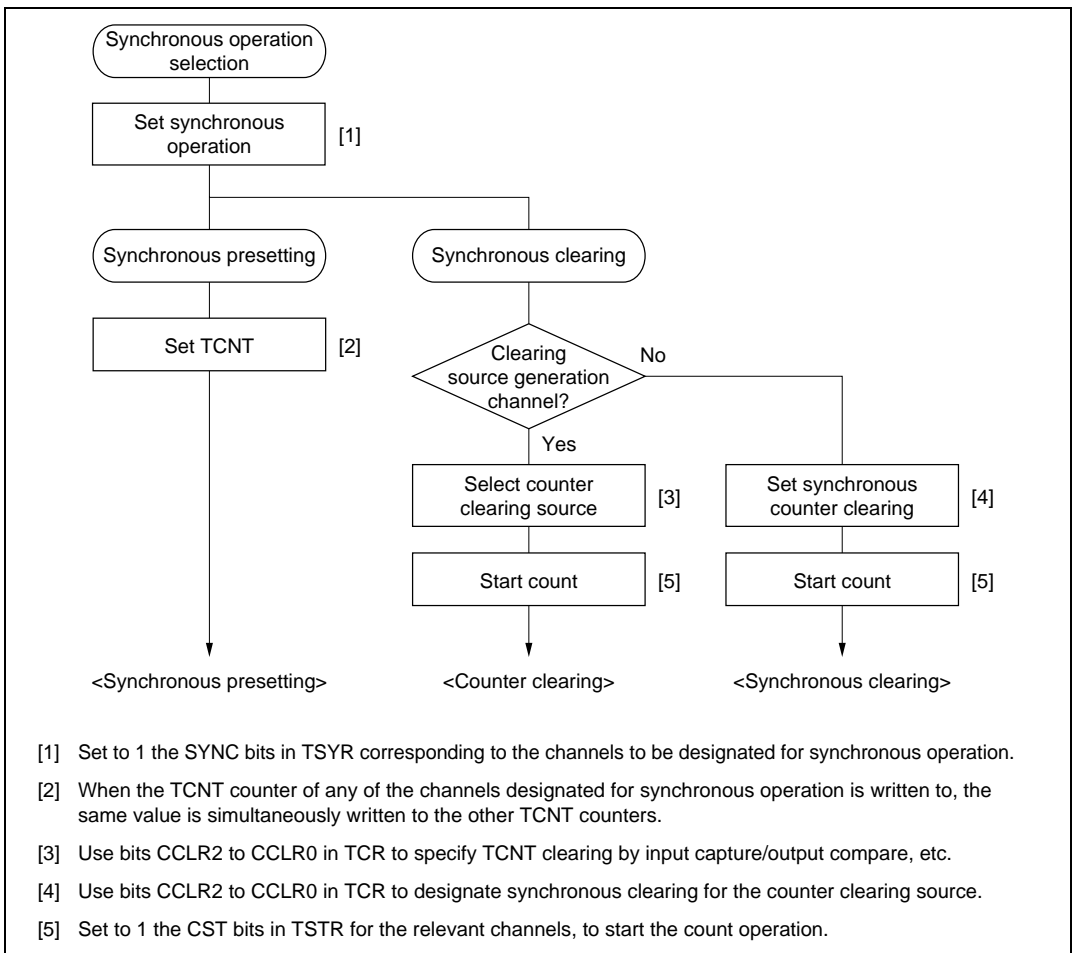 Synchronous operation
selection
Set synchronous
operation
[1]
Synchronous presetting
Synchronous clearing
Set TCNT
[2]
Clearing
source generation
channel?
No
Yes
Select counter
clearing source
[3]
Set synchronous
counter clearing
[4]
Start count
[5]
Start count
[5]
<Synchronous presetting>
<Counter clearing>
<Synchronous clearing>
[1] Set to 1 the SYNC bits in TSYR corresponding to the channels to be designated for synchronous operation.
[2] When the TCNT counter of any of the channels designated for synchronous operation is written to, the
same value is simultaneously written to the other TCNT counters.
[3] Use bits CCLR2 to CCLR0 in TCR to specify TCNT clearing by input capture/output compare, etc.
[4] Use bits CCLR2 to CCLR0 in TCR to designate synchronous clearing for the counter clearing source.
[5] Set to 1 the CST bits in TSTR for the relevant channels, to start the count operation.